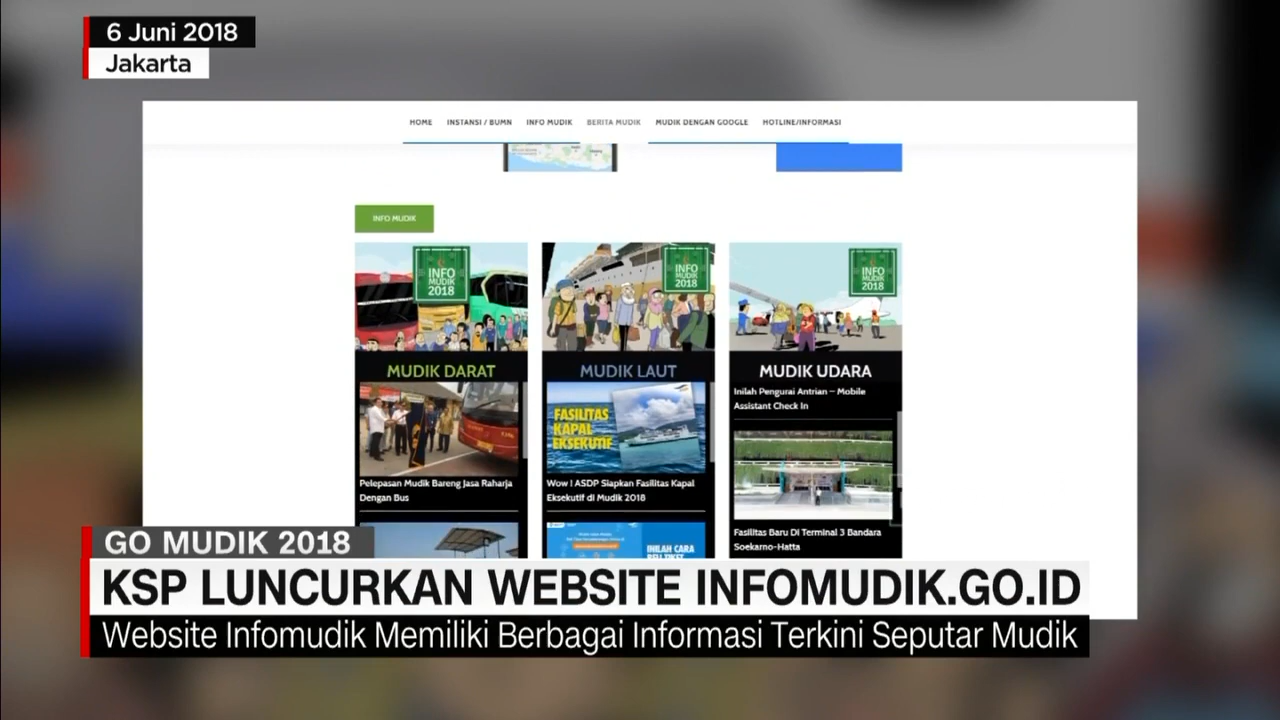 6 Juni 2018
Jakarta
HOME INSTANSI / BUMN INFO MUDIK BERITA MUDIK MUDIK DENGAN GOOGLE HOTLINE/INFORMASI
INFO MUDIK
INFO
MUDIK
2018
INFO
MUDIK
2018
INFO
MUDIK
2018
MUDIK DARAT
Pelepasan Mudik Bareng Jasa Raharja
Dengan Bus
MUDIK LAUT
FASILITAS
KAPAL
EKSEKUTIF
Wow ! ASDP Siapkan Fasilitas Kapal
Eksekutif di Mudik 2018
INILAH CARA
BELI TIKET
MUDIK UDARA
Inilah Pengurai Antrian – Mobile
Assistant Check In
Fasilitas Baru Di Terminal 3 Bandara
Soekarno-Hatta
GO MUDIK 2018
KSP LUNCURKAN WEBSITE INFOMUDIK.GO.ID
Website Infomudik Memiliki Berbagai Informasi Terkini Seputar Mudik